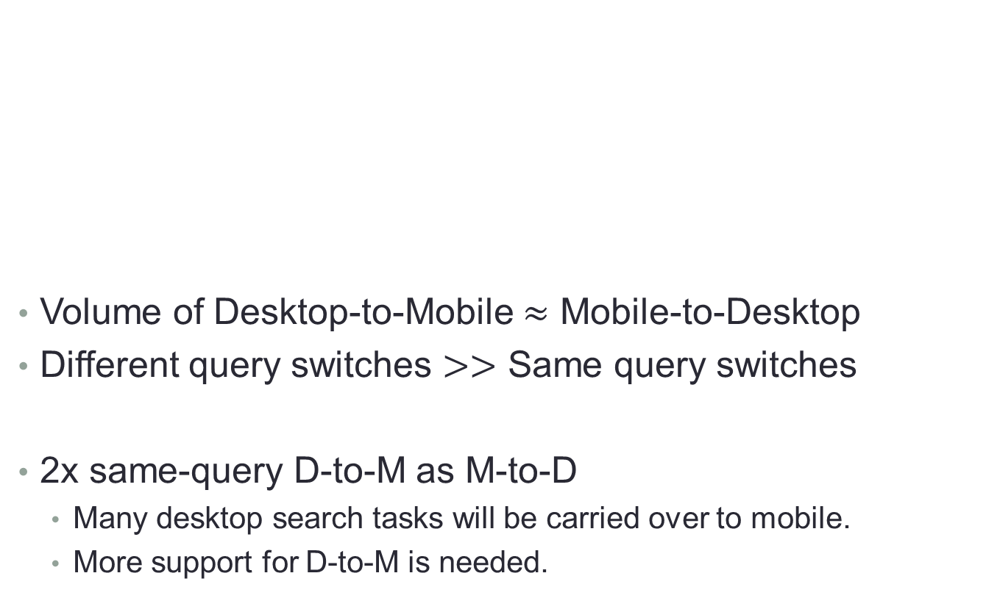 • Volume of Desktop-to-Mobile ≈ Mobile-to-Desktop
• Different query switches >> Same query switches
• 2x same-query D-to-M as M-to-D
• Many desktop search tasks will be carried over to mobile.
• More support for D-to-M is needed.